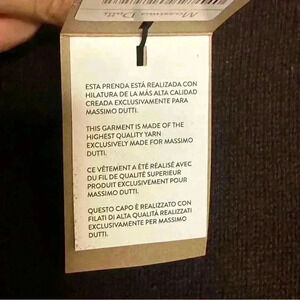 Massimo Dutti
ESTA PRENDA ESTÁ REALIZADA CON
HILATURA DE LA MÁS ALTA CALIDAD
CREADA EXCLUSIVAMENTE PARA
MASSIMO DUTTI.
THIS GARMENT IS MADE OF THE
HIGHEST QUALITY YARN
EXCLUSIVELY MADE FOR MASSIMO
DUTTI.
CE VÊTEMENT A ÉTÉ RÉALISÉ AVEC
DU FIL DE QUALITÉ SUPERIEUR
PRODUIT EXCLUSIVEMENT POUR
MASSIMO DUTTI.
QUESTO CAPO È REALIZZATO CON
FILATI DI ALTA QUALITÀ REALIZZATI
EXCLUSIVAMENTE PER MASSIMO
DUTTI.